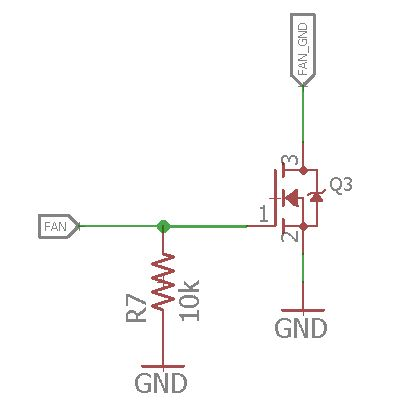 FAN_GND
3
Q3
1
FAN
2
R7
10k
GND
GND